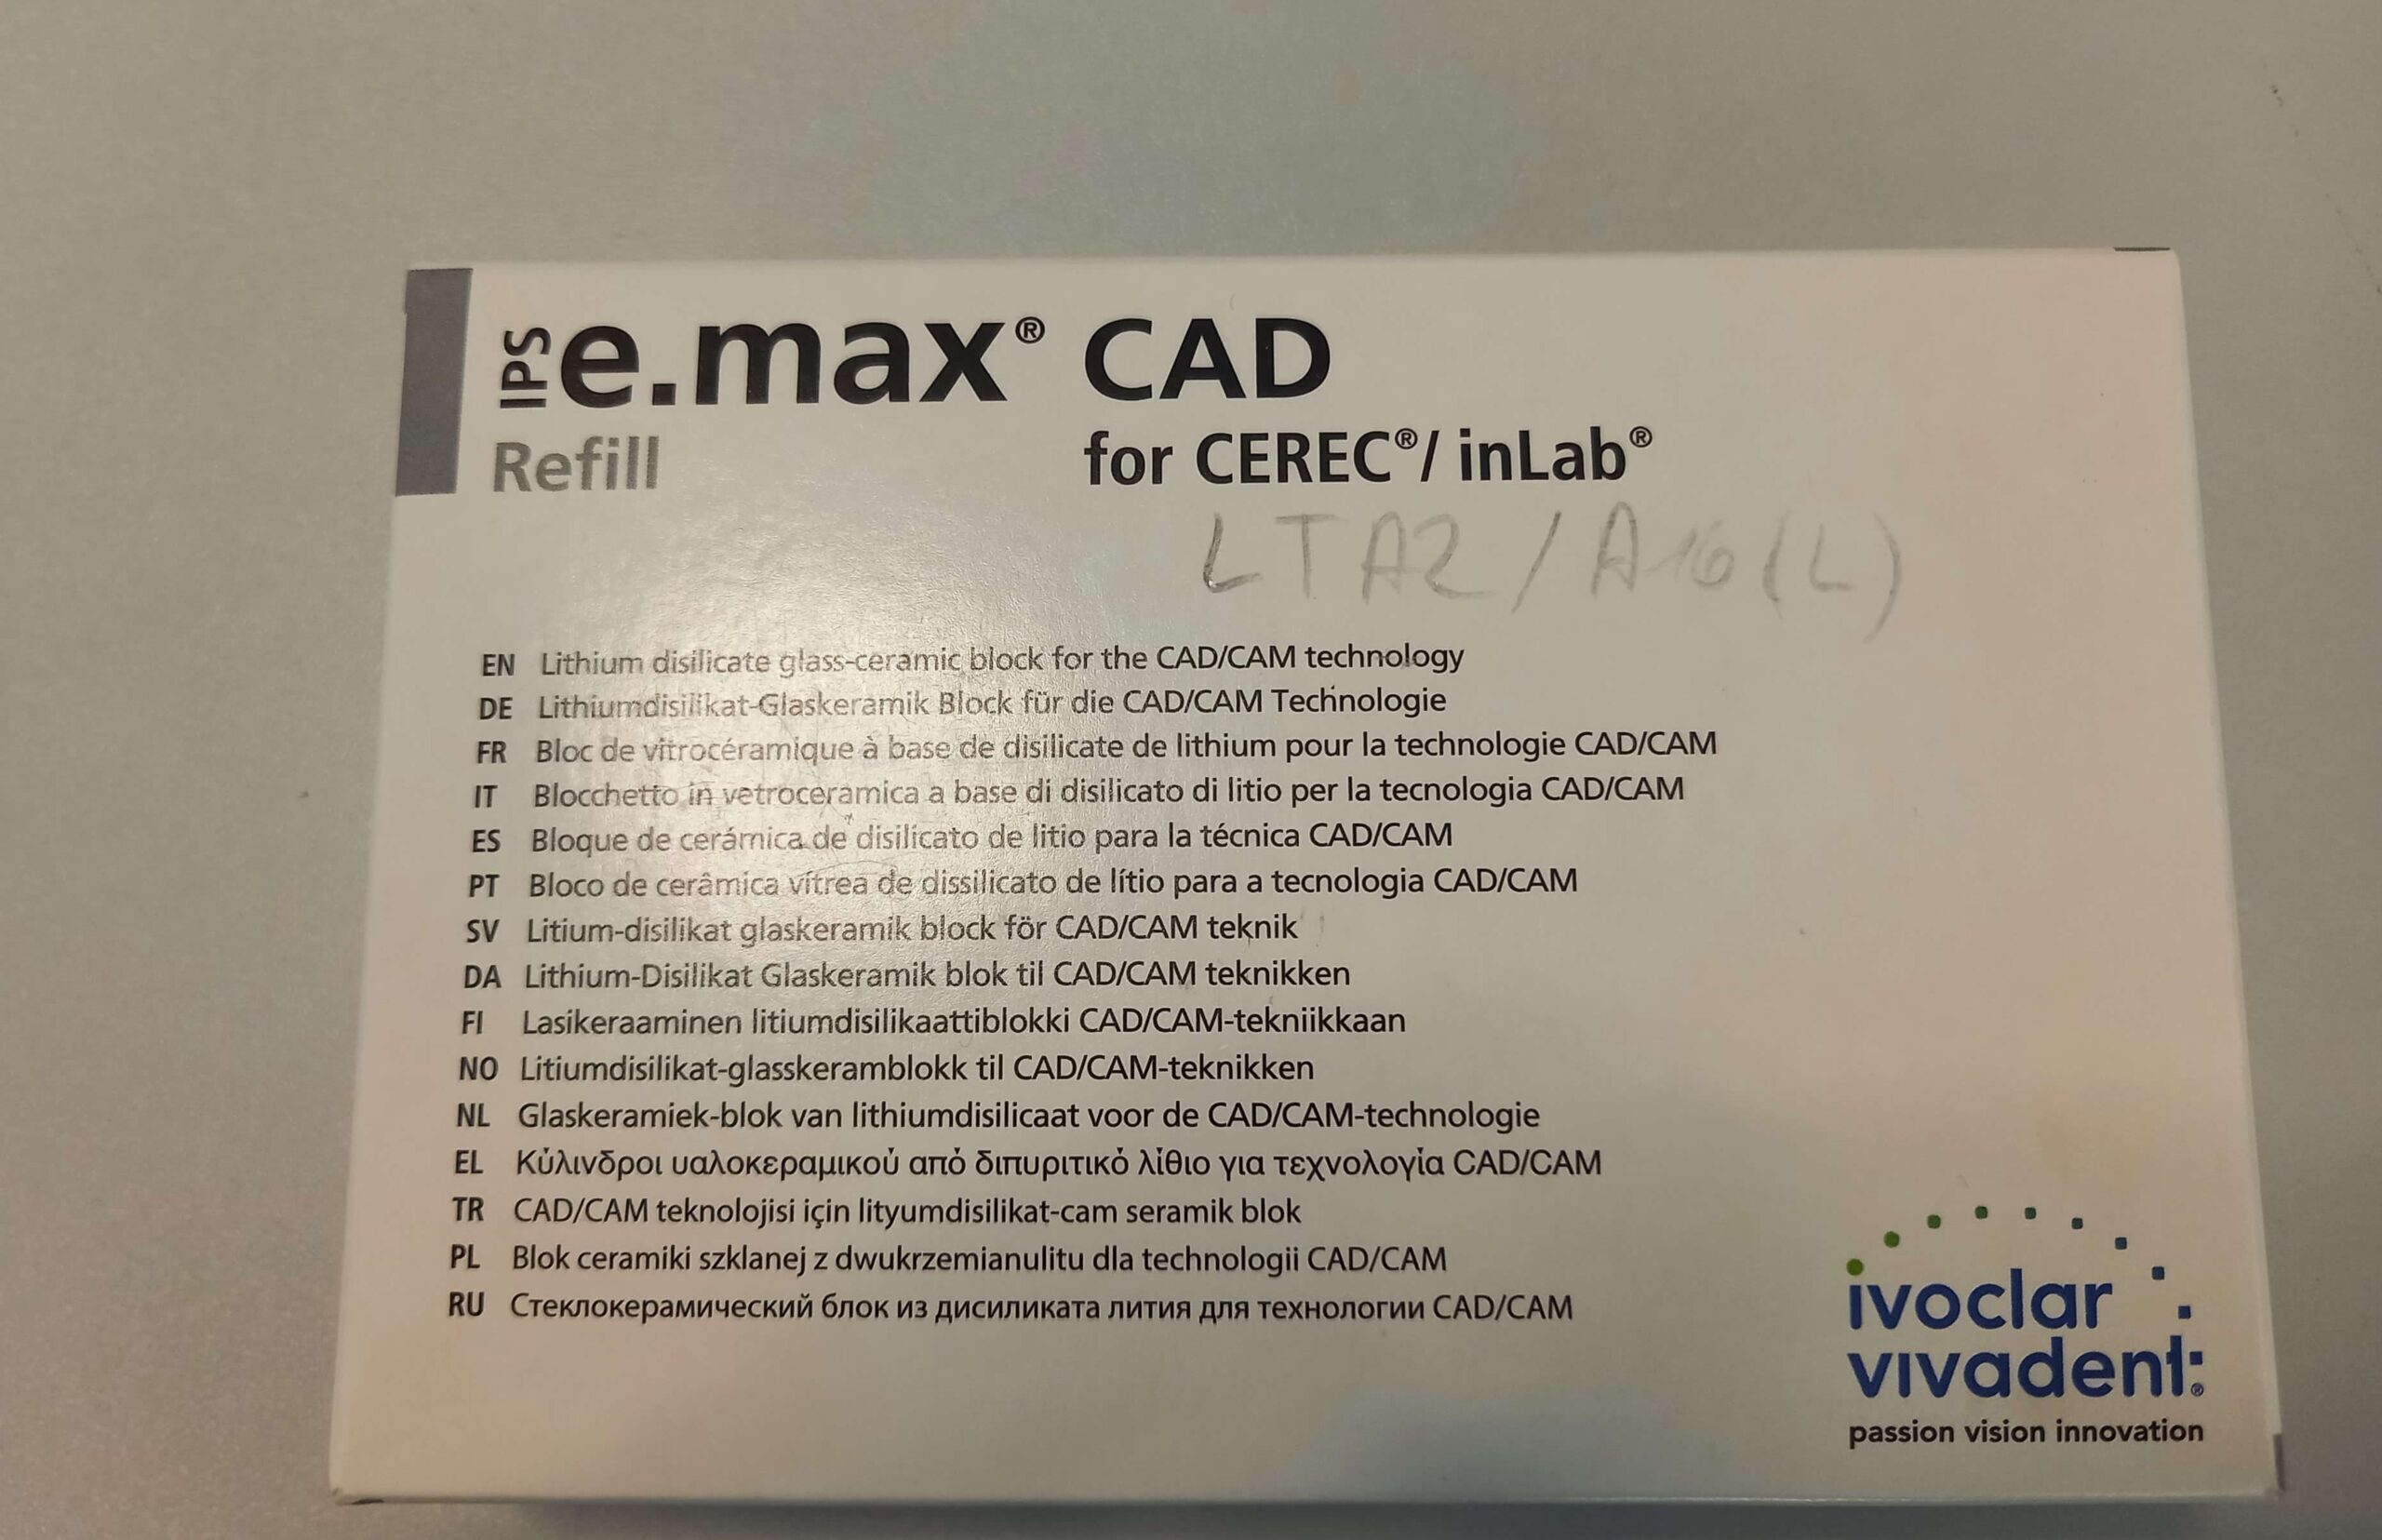 IPS e.max® CAD
Refill for CEREC®/ inLab®
LT A2 / A16 (L)
EN Lithium disilicate glass-ceramic block for the CAD/CAM technology
DE Lithiumdisilikat-Glaskeramik Block für die CAD/CAM Technologie
FR Bloc de vitrocéramique à base de disilicate de lithium pour la technologie CAD/CAM
IT Blocchetto in vetroceramica a base di disilicato di litio per la tecnologia CAD/CAM
ES Bloque de cerámica de disilicato de litio para la técnica CAD/CAM
PT Bloco de cerâmica vítrea de dissilicato de lítio para a tecnologia CAD/CAM
SV Litium-disilikat glaskeramik block för CAD/CAM teknik
DA Lithium-Disilikat Glaskeramik blok til CAD/CAM teknikken
FI Lasikeraaminen litiumdisilikaattiblokki CAD/CAM-tekniikkaan
NO Litiumdisilikat-glasskeramblokk til CAD/CAM-teknikken
NL Glaskeramiek-blok van lithiumdisilicaat voor de CAD/CAM-technologie
EL Κύλινδροι υαλοκεραμικού από διπυριτικό λίθιο για τεχνολογία CAD/CAM
TR CAD/CAM teknolojisi için lityumdisilikat-cam seramik blok
PL Blok ceramiki szklanej z dwukrzemianulitu dla technologii CAD/CAM
RU Стеклокерамический блок из дисиликата лития для технологии CAD/CAM
ivoclar
vivadent®
passion vision innovation